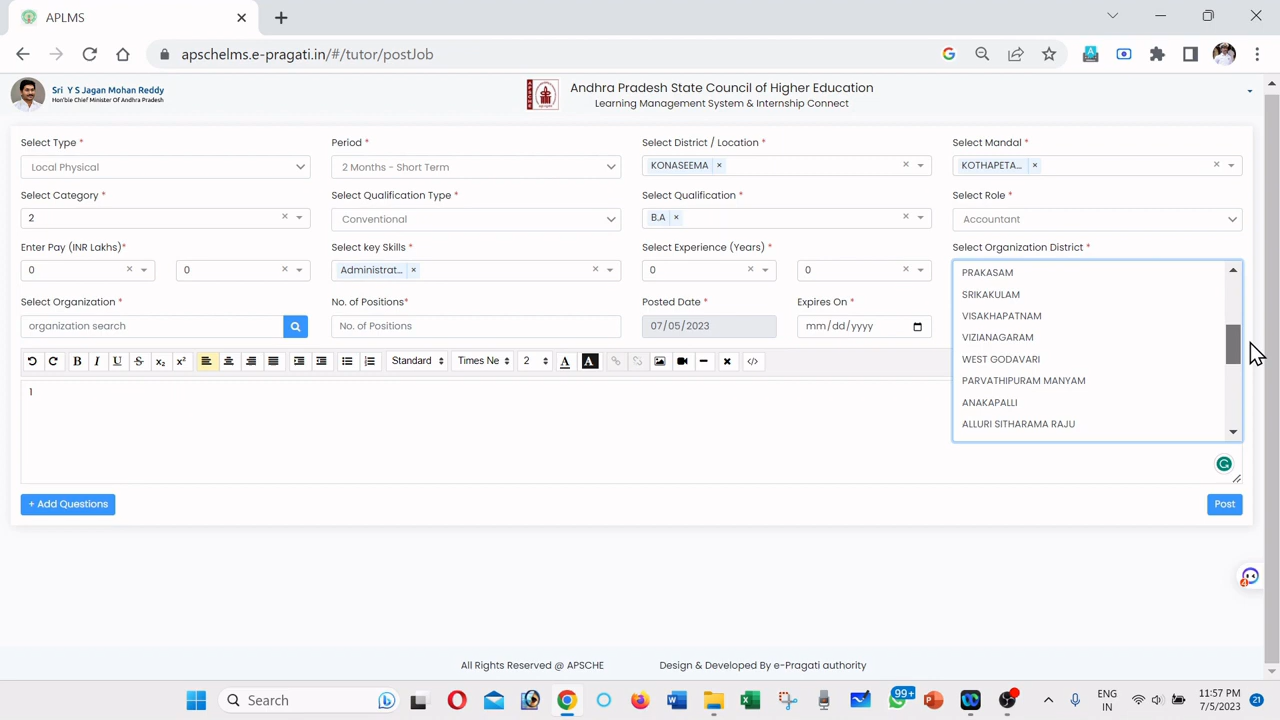 APLMS
apschelms.e-pragati.in/#/tutor/postJob
Sri Y S Jagan Mohan Reddy
Hon'ble Chief Minister Of Andhra Pradesh
Andhra Pradesh State Council of Higher Education
Learning Management System & Internship Connect
Select Type * Period * Select District / Location * Select Mandal *
Local Physical 2 Months - Short Term KONASEEMA × KOTHAPETA... ×
Select Category * Select Qualification Type * Select Qualification * Select Role *
2 Conventional B.A × Accountant
Enter Pay (INR Lakhs)* Select key Skills * Select Experience (Years) * Select Organization District *
0 0 Administrat... × 0 0
PRAKASAM
SRIKAKULAM
VISAKHAPATNAM
VIZIANAGARAM
WEST GODAVARI
PARVATHIPURAM MANYAM
ANAKAPALLI
ALLURI SITHARAMA RAJU
Select Organization * No. of Positions* Posted Date * Expires On *
organization search No. of Positions 07/05/2023 mm/dd/yyyy
B I U S X₂ X² Standard Times Ne 2 A A </>
1
+ Add Questions Post
4
All Rights Reserved @ APSCHE Design & Developed By e-Pragati authority
Search 99+ ENG IN 11:57 PM 7/5/2023 21